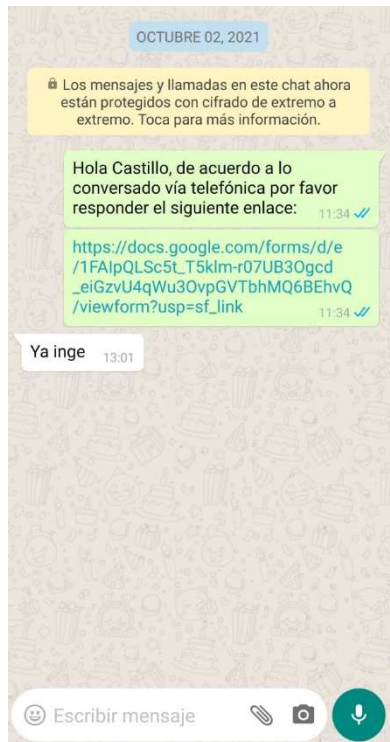 OCTUBRE 02, 2021
Los mensajes y llamadas en este chat ahora
están protegidos con cifrado de extremo a
extremo. Toca para más información.
Hola Castillo, de acuerdo a lo
conversado vía telefónica por favor
responder el siguiente enlace: 11:34
https://docs.google.com/forms/d/e
/1FAIpQLSc5t_T5klm-r07UB3Ogcd
_eiGzvU4qWu3OvpGVTbhMQ6BEhvQ
/viewform?usp=sf_link 11:34
Ya inge 13:01
Escribir mensaje